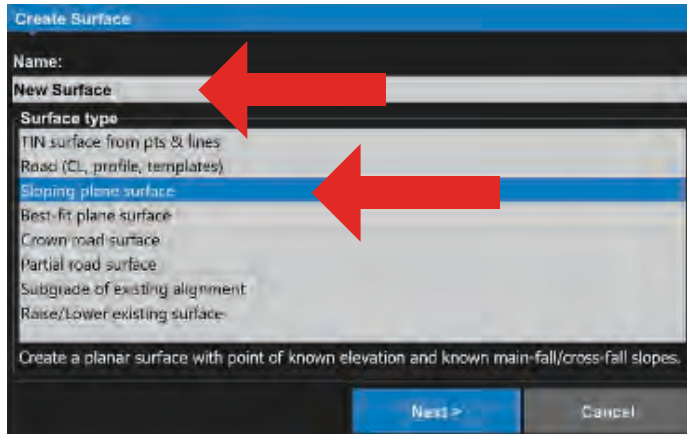 Create Surface
Name:
New Surface
Surface type
TIN surface from pts & lines
Road (CL, profile, templates)
Sloping plane surface
Best-fit plane surface
Crown road surface
Partial road surface
Subgrade of existing alignment
Raise/Lower existing surface
Create a planar surface with point of known elevation and known main-fall/cross-fall slopes.
Next >
Cancel